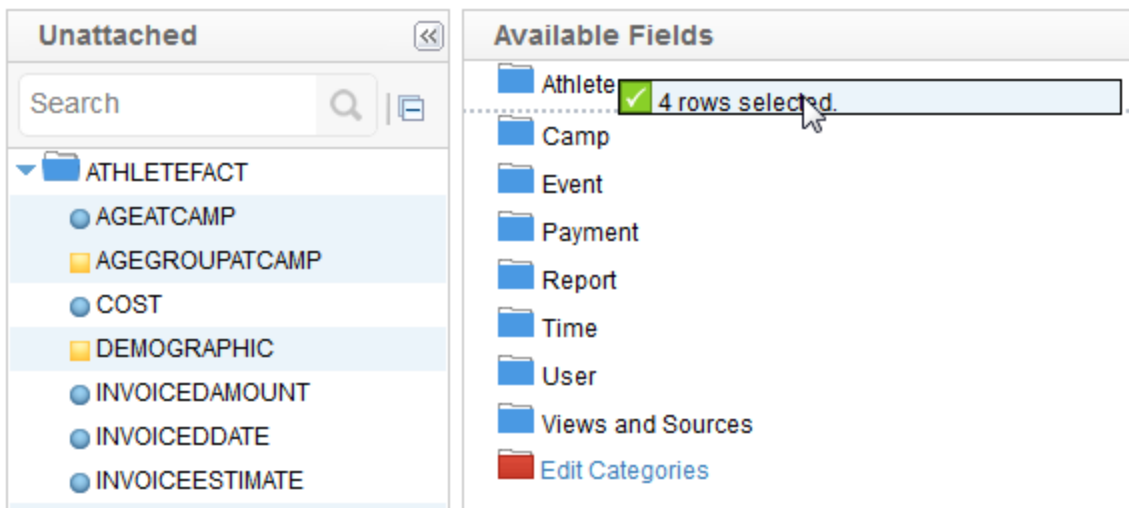 Unattached
Search
ATHLETEFACT
AGEATCAMP
AGEGROUPATCAMP
COST
DEMOGRAPHIC
INVOICEDAMOUNT
INVOICEDDATE
INVOICEESTIMATE
Available Fields
Athlete
4 rows selected.
Camp
Event
Payment
Report
Time
User
Views and Sources
Edit Categories